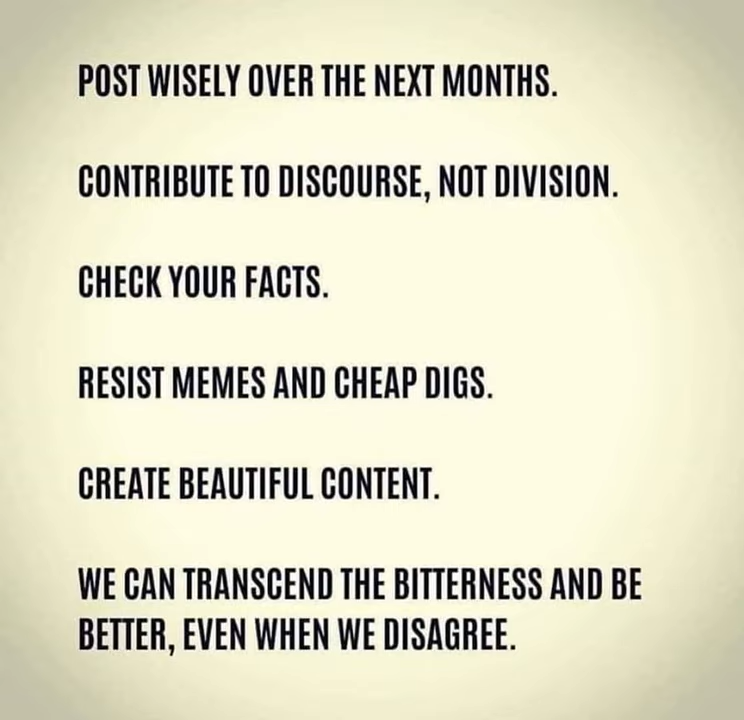 POST WISELY OVER THE NEXT MONTHS.
CONTRIBUTE TO DISCOURSE, NOT DIVISION.
CHECK YOUR FACTS.
RESIST MEMES AND CHEAP DIGS.
CREATE BEAUTIFUL CONTENT.
WE CAN TRANSCEND THE BITTERNESS AND BE
BETTER, EVEN WHEN WE DISAGREE.